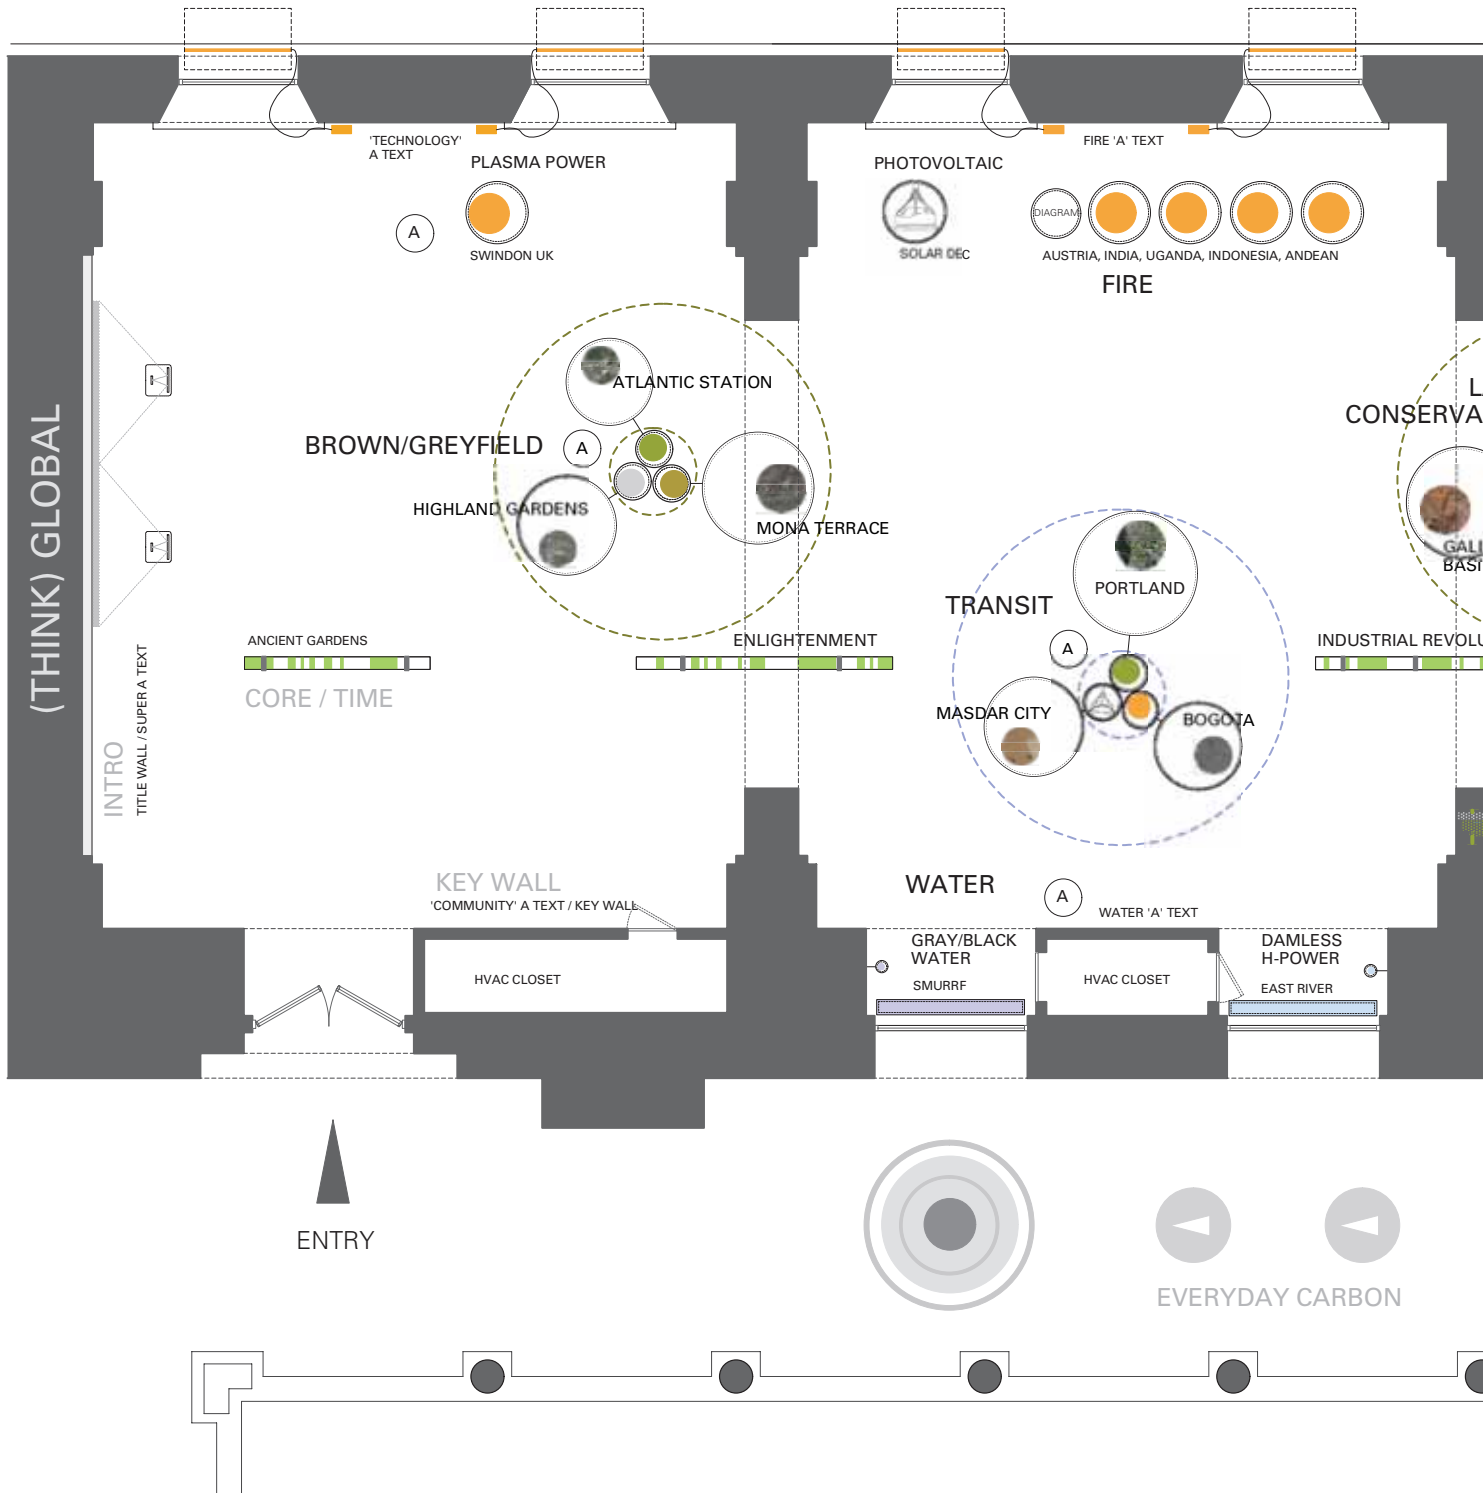 'TECHNOLOGY'
A TEXT
PLASMA POWER
A
SWINDON UK
PHOTOVOLTAIC
SOLAR DEC
FIRE 'A' TEXT
DIAGRAM
AUSTRIA, INDIA, UGANDA, INDONESIA, ANDEAN
FIRE
(THINK) GLOBAL
INTRO
TITLE WALL / SUPER A TEXT
ATLANTIC STATION
BROWN/GREYFIELD
A
HIGHLAND GARDENS
MONA TERRACE
CONSERVA
GALI
BASI
PORTLAND
TRANSIT
A
MASDAR CITY
BOGOTA
ANCIENT GARDENS
ENLIGHTENMENT
INDUSTRIAL REVOLU
CORE / TIME
KEY WALL
'COMMUNITY' A TEXT / KEY WALL
HVAC CLOSET
WATER
A
WATER 'A' TEXT
GRAY/BLACK
WATER
SMURRF
HVAC CLOSET
DAMLESS
H-POWER
EAST RIVER
ENTRY
EVERYDAY CARBON